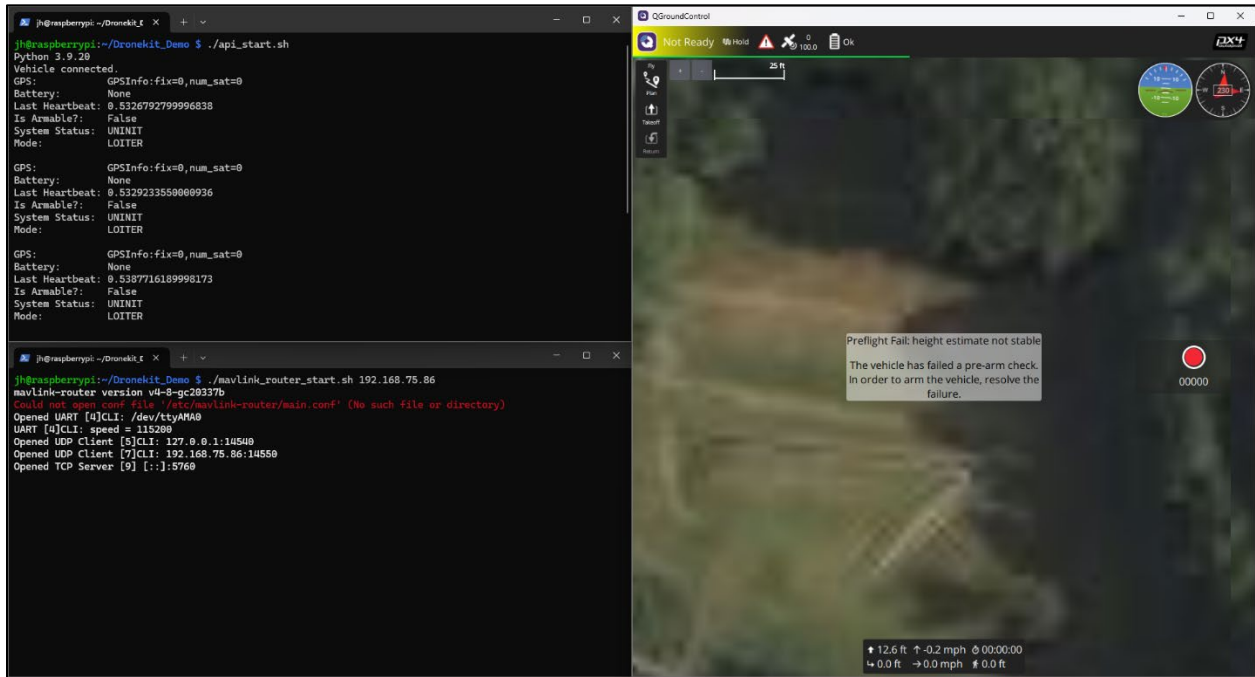 jh@raspberrypi: ~/Dronekit_D
jh@raspberrypi:~/Dronekit_Demo $ ./api_start.sh
Python 3.9.20
Vehicle connected.
GPS: GPSInfo:fix=0,num_sat=0
Battery: None
Last Heartbeat: 0.5326792799996838
Is Armable?: False
System Status: UNINIT
Mode: LOITER
GPS: GPSInfo:fix=0,num_sat=0
Battery: None
Last Heartbeat: 0.5329233550000936
Is Armable?: False
System Status: UNINIT
Mode: LOITER
GPS: GPSInfo:fix=0,num_sat=0
Battery: None
Last Heartbeat: 0.5387716189998173
Is Armable?: False
System Status: UNINIT
Mode: LOITER
jh@raspberrypi: ~/Dronekit_D
jh@raspberrypi:~/Dronekit_Demo $ ./mavlink_router_start.sh 192.168.75.86
mavlink-router version v4-8-gc20337b
Could not open conf file '/etc/mavlink-router/main.conf' (No such file or directory)
Opened UART [4]CLI: /dev/ttyAMA0
UART [4]CLI: speed = 115200
Opened UDP Client [5]CLI: 127.0.0.1:14540
Opened UDP Client [7]CLI: 192.168.75.86:14550
Opened TCP Server [9] [::]:5760
QGroundControl
Not Ready Hold 0 100.0 Ok PX4
Fly
Plan
Takeoff
Return
25 ft
10
-10
N
W 230 E
S
Preflight Fail: height estimate not stable
The vehicle has failed a pre-arm check.
In order to arm the vehicle, resolve the
failure.
00000
12.6 ft -0.2 mph 00:00:00
0.0 ft 0.0 mph 0.0 ft